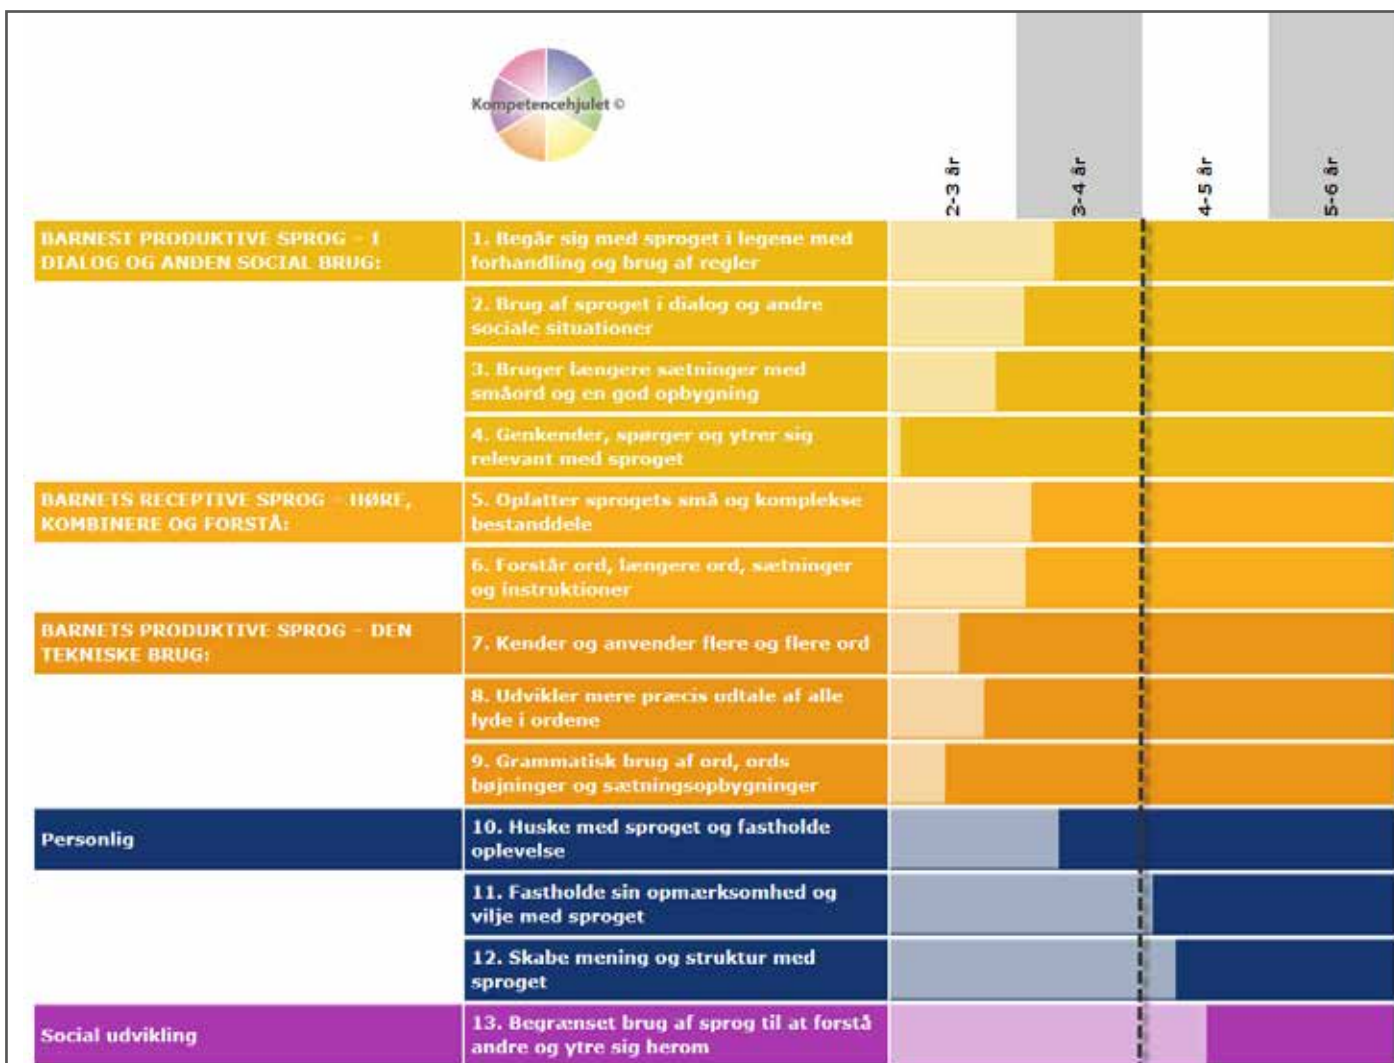 Kompetencehjulet ©
2-3 år
3-4 år
4-5 år
5-6 år
BARNEST PRODUKTIVE SPROG - I
DIALOG OG ANDEN SOCIAL BRUG:
1. Begår sig med sproget i legene med
forhandling og brug af regler
2. Brug af sproget i dialog og andre
sociale situationer
3. Bruger længere sætninger med
småord og en god opbygning
4. Genkender, spørger og ytrer sig
relevant med sproget
BARNETS RECEPTIVE SPROG - HØRE,
KOMBINERE OG FORSTÅ:
5. Opfatter sprogets små og komplekse
bestanddele
6. Forstår ord, længere ord, sætninger
og instruktioner
BARNETS PRODUKTIVE SPROG - DEN
TEKNISKE BRUG:
7. Kender og anvender flere og flere ord
8. Udvikler mere præcis udtale af alle
lyde i ordene
9. Grammatisk brug af ord, ords
bøjninger og sætningsopbygninger
Personlig
10. Huske med sproget og fastholde
oplevelse
11. Fastholde sin opmærksomhed og
vilje med sproget
12. Skabe mening og struktur med
sproget
Social udvikling
13. Begrænset brug af sprog til at forstå
andre og ytre sig herom